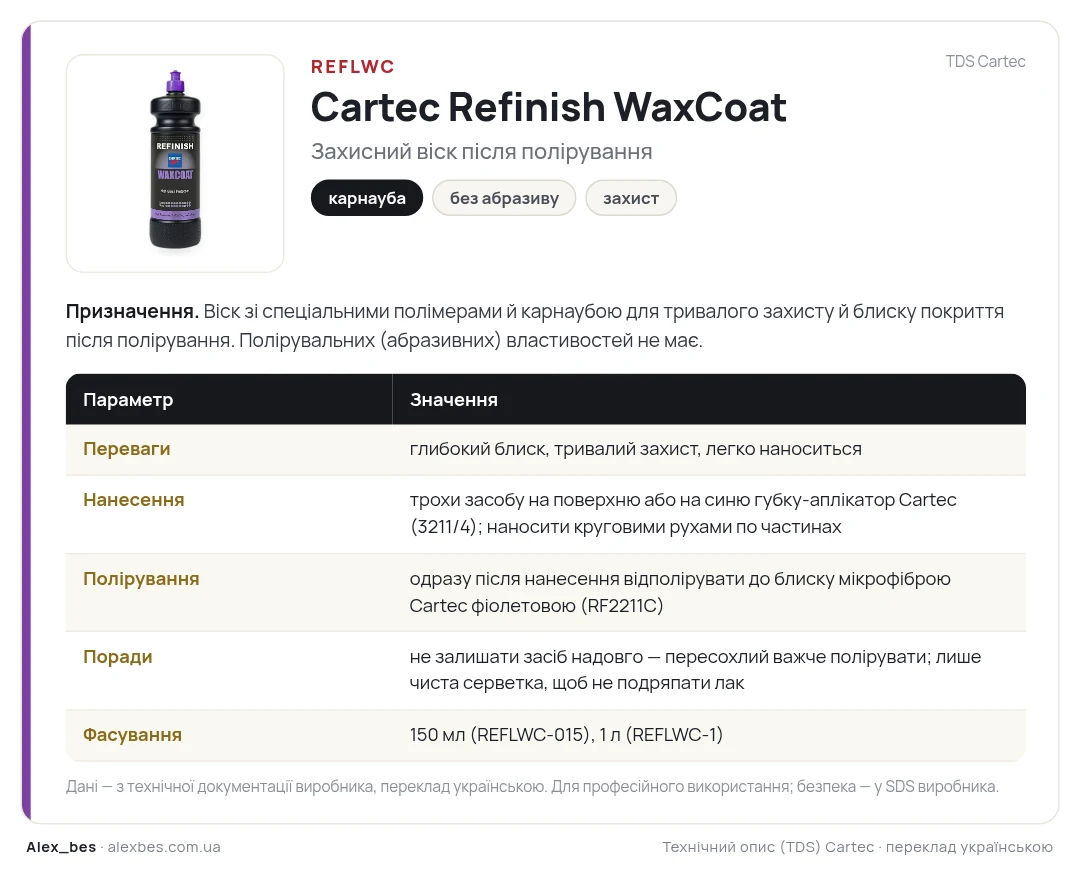 REFLWC
TDS Cartec
Cartec Refinish WaxCoat
Захисний віск після полірування
карнауба
без абразиву
захист
REFINISH
WAXCOAT
Призначення. Віск зі спеціальними полімерами й карнаубою для тривалого захисту й блиску покриття
після полірування. Полірувальних (абразивних) властивостей не має.
Параметр
Значення
Переваги
глибокий блиск, тривалий захист, легко наноситься
Нанесення
трохи засобу на поверхню або на синю губку-аплікатор Cartec
(3211/4); наносити круговими рухами по частинах
Полірування
одразу після нанесення відполірувати до блиску мікрофіброю
Cartec фіолетовою (RF2211C)
Поради
не залишати засіб надовго — пересохлий важче полірувати; лише
чиста серветка, щоб не подряпати лак
Фасування
150 мл (REFLWC-015), 1 л (REFLWC-1)
Дані — з технічної документації виробника, переклад українською. Для професійного використання; безпека — у SDS виробника.
Alex_bes · alexbes.com.ua
Технічний опис (TDS) Cartec · переклад українською